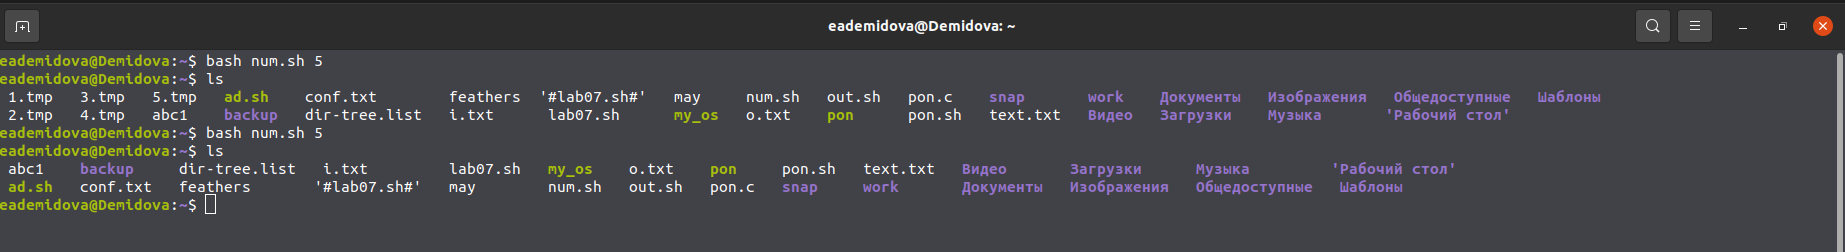 eademidova@Demidova: ~
eademidova@Demidova:~$ bash num.sh 5
eademidova@Demidova:~$ ls
1.tmp 3.tmp 5.tmp ad.sh conf.txt feathers '#lab07.sh#' may num.sh out.sh pon.c snap work Документы Изображения Общедоступные Шаблоны
2.tmp 4.tmp abc1 backup dir-tree.list i.txt lab07.sh my_os o.txt pon pon.sh text.txt Видео Загрузки Музыка 'Рабочий стол'
eademidova@Demidova:~$ bash num.sh 5
eademidova@Demidova:~$ ls
abc1 backup dir-tree.list i.txt lab07.sh my_os o.txt pon pon.sh text.txt Видео Загрузки Музыка 'Рабочий стол'
ad.sh conf.txt feathers '#lab07.sh#' may num.sh out.sh pon.c snap work Документы Изображения Общедоступные Шаблоны
eademidova@Demidova:~$